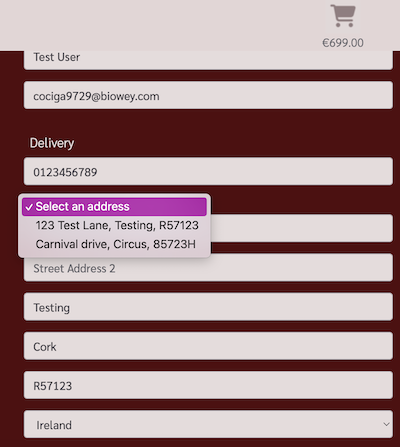 €699.00
Test User
cociga9729@biowey.com
Delivery
0123456789
✓ Select an address
123 Test Lane, Testing, R57123
Carnival drive, Circus, 85723H
Street Address 2
Testing
Cork
R57123
Ireland